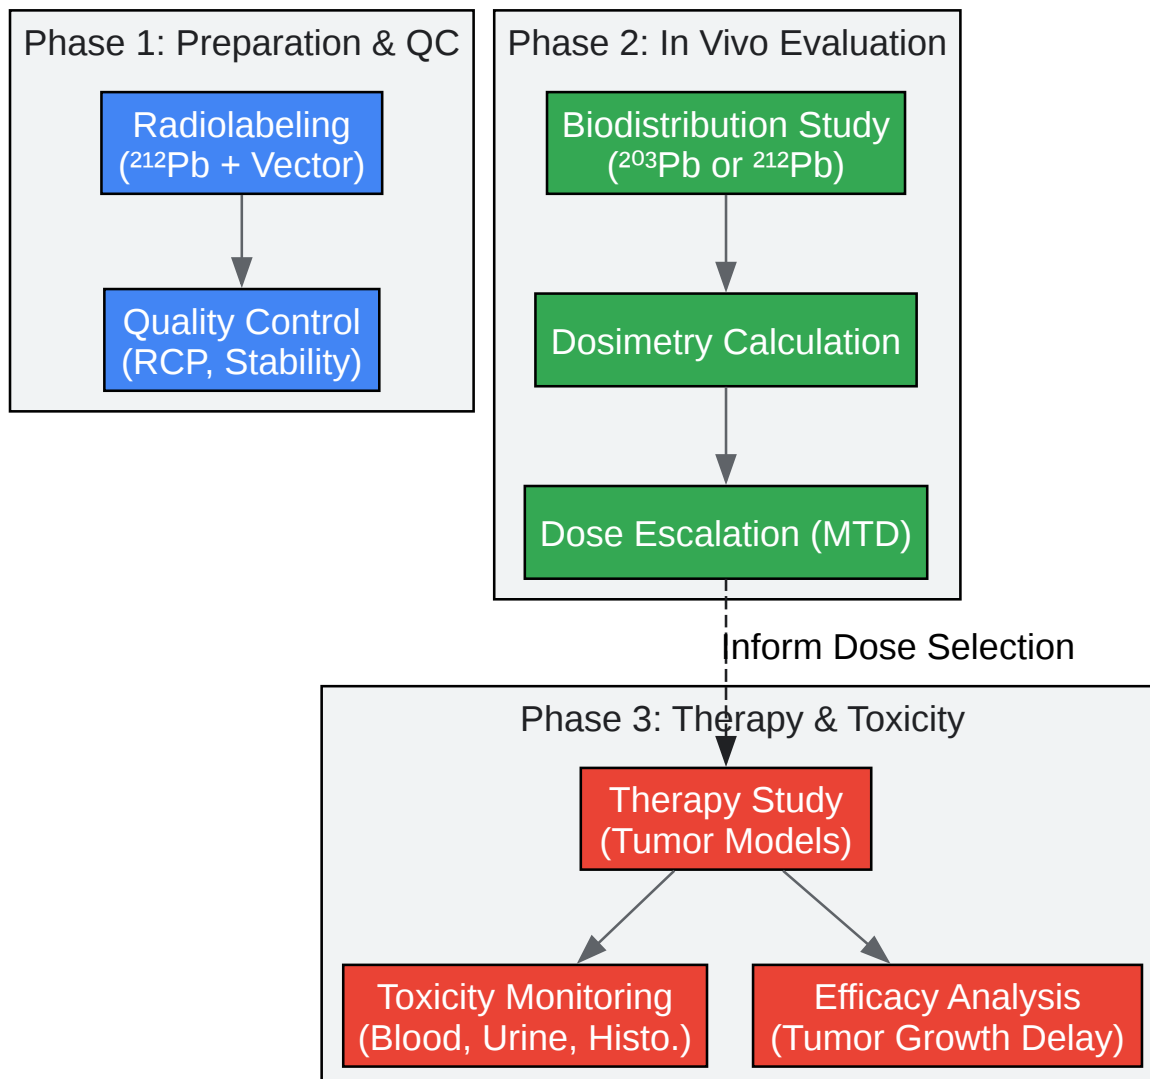 Phase 1: Preparation & QC
Radiolabeling
(²¹²Pb + Vector)
Quality Control
(RCP, Stability)
Phase 2: In Vivo Evaluation
Biodistribution Study
(²⁰³Pb or ²¹²Pb)
Dosimetry Calculation
Dose Escalation (MTD)
Inform Dose Selection
Phase 3: Therapy & Toxicity
Therapy Study
(Tumor Models)
Toxicity Monitoring
(Blood, Urine, Histo.)
Efficacy Analysis
(Tumor Growth Delay)